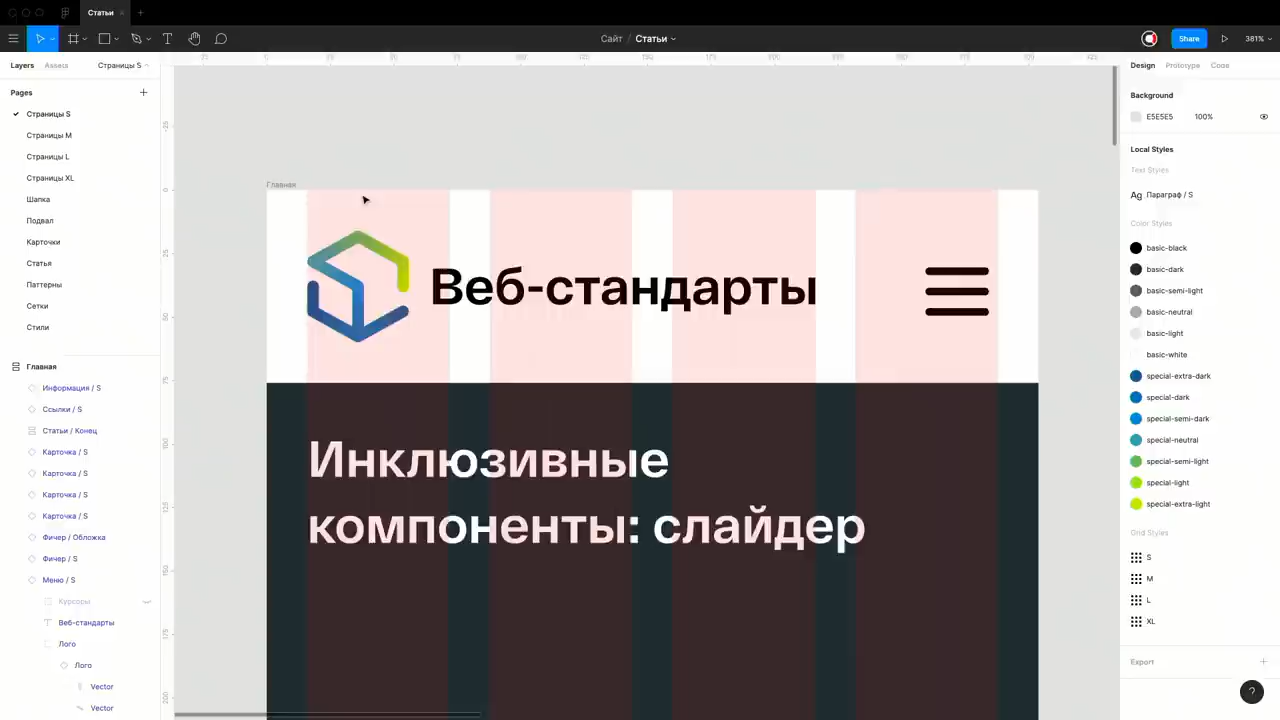 Статьи
Сайт / Статьи
Share
381%
Layers
Assets
Страницы S
Design
Prototype
Code
Pages
Страницы S
Страницы M
Страницы L
Страницы XL
Шапка
Подвал
Карточки
Статья
Паттерны
Сетки
Стили
Главная
Информация / S
Ссылки / S
Статьи / Конец
Карточка / S
Карточка / S
Карточка / S
Карточка / S
Фичер / Обложка
Фичер / S
Меню / S
Курсоры
Веб-стандарты
Лого
Лого
Vector
Vector
Главная
Веб-стандарты
Инклюзивные
компоненты: слайдер
Background
E5E5E5
100%
Local Styles
Text Styles
Ag Параграф / S
Color Styles
basic-black
basic-dark
basic-semi-light
basic-neutral
basic-light
basic-white
special-extra-dark
special-dark
special-semi-dark
special-neutral
special-semi-light
special-light
special-extra-light
Grid Styles
S
M
L
XL
Export
?